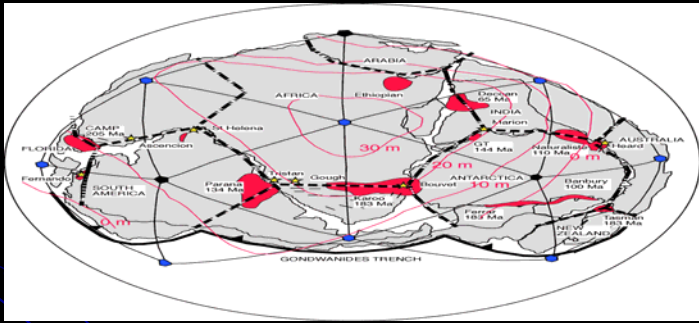 ARABIA
AFRICA
Ethiopian
Deccan
65 Ma
INDIA
Marion
CAMP
205 Ma
St Helena
Ascencion
FLORIDA
AUSTRALIA
Heard
Naturaliste
110 Ma
0 m
GT
144 Ma
30 m
20 m
10 m
Fernando
SOUTH
AMERICA
Parana
134 Ma
Tristan
Gough
Karoo
183 Ma
Bouvet
ANTARCTICA
Banbury
100 Ma
Ferrar
183 Ma
Tasman
183 Ma
NEW
ZEALAND
0 m
GONDWANIDES TRENCH